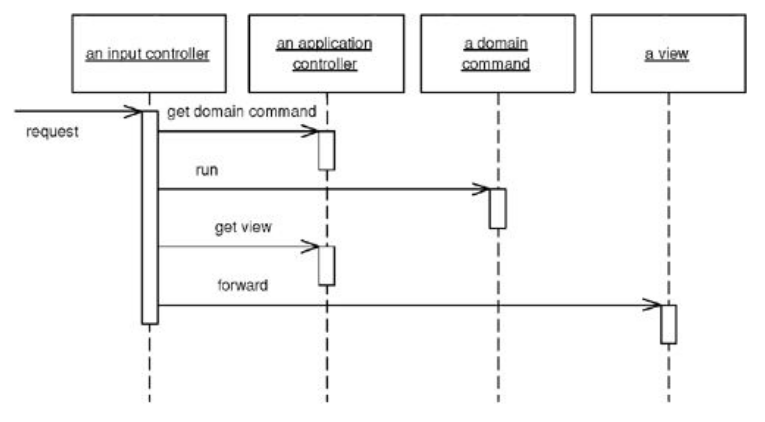 an input controller
an application
controller
a domain
command
a view
get domain command
request
run
get view
forward